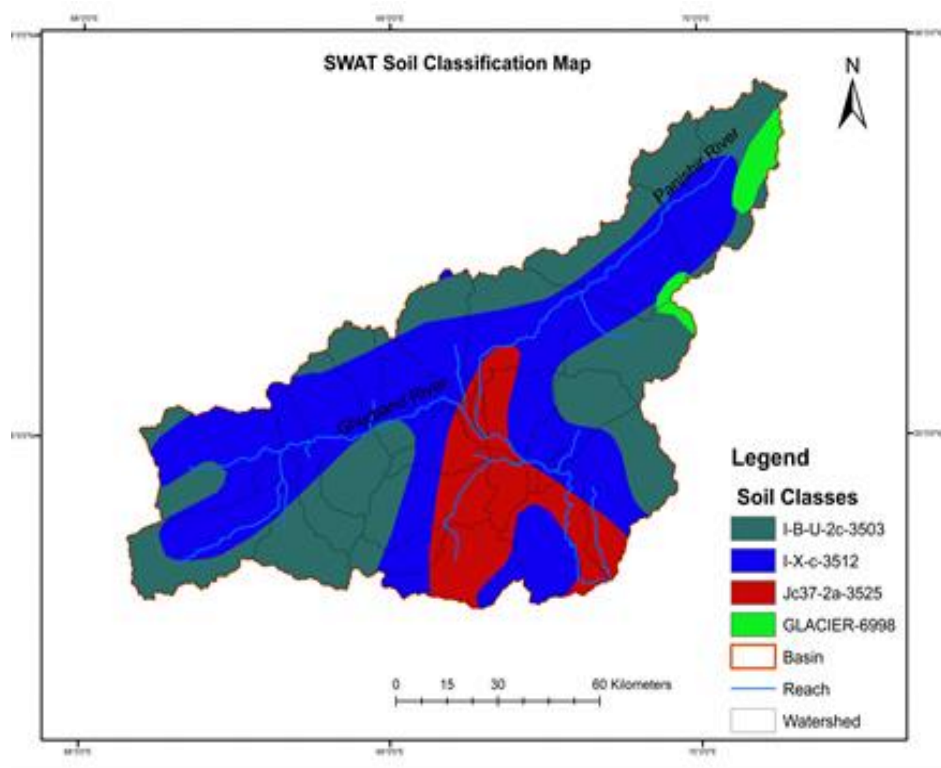 SWAT Soil Classification Map
N
Panjshir River
Ghorband River
Legend
Soil Classes
I-B-U-2c-3503
I-X-c-3512
Jc37-2a-3525
GLACIER-6998
Basin
Reach
Watershed
0 15 30 60 Kilometers